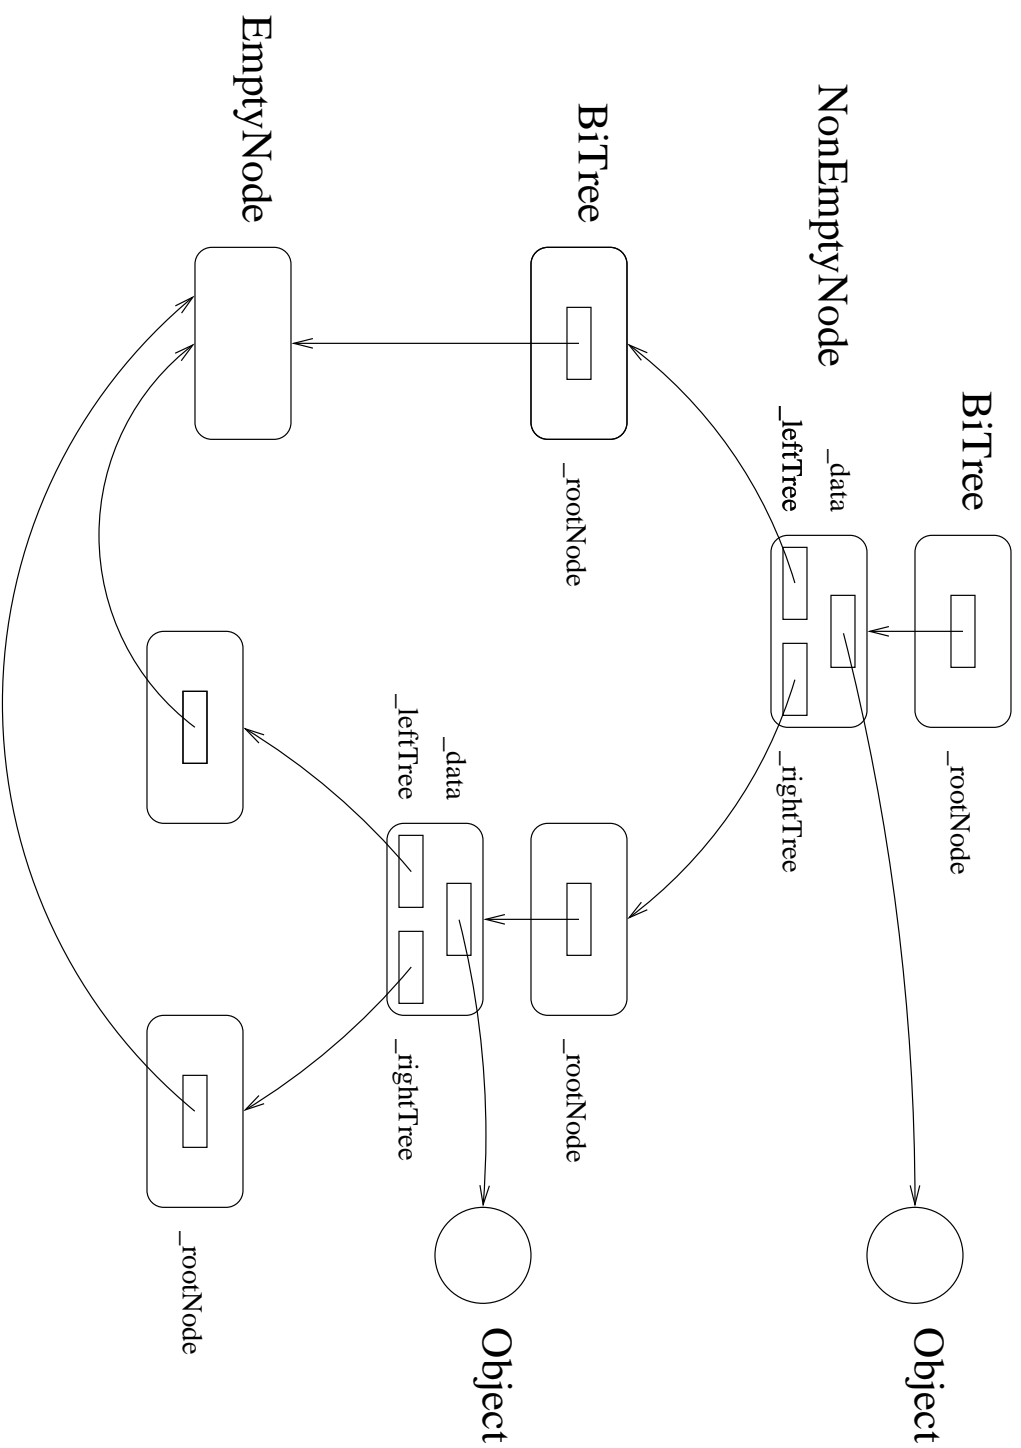 BiTree
_rootNode
NonEmptyNode
_data
_leftTree
_rightTree
Object
BiTree
_rootNode
_rootNode
_data
_leftTree
_rightTree
Object
EmptyNode
_rootNode